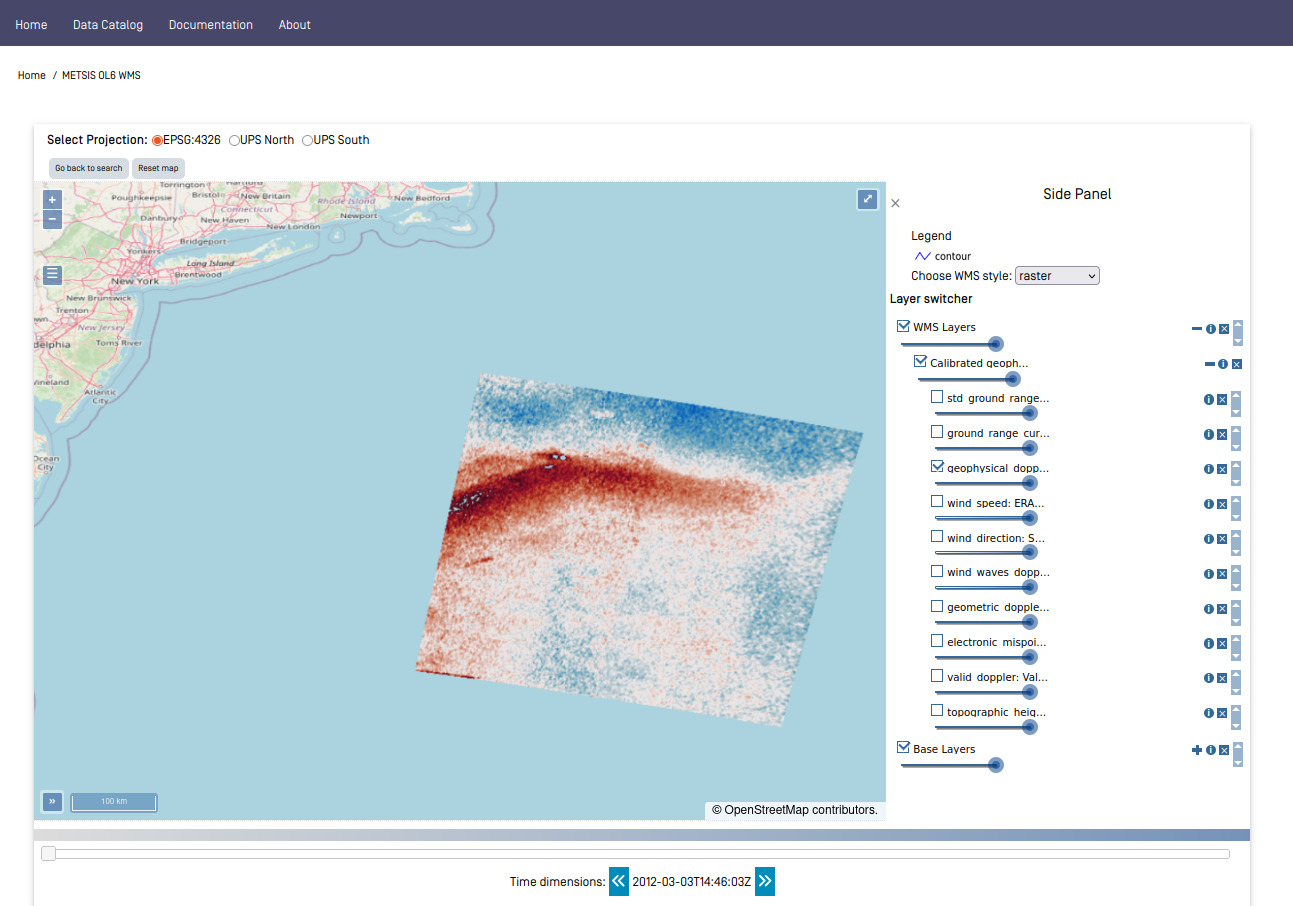 Home Data Catalog Documentation About
Home / METSIS OL6 WMS
Select Projection: EPSG:4326 UPS North UPS South
Go back to search Reset map
Torrington Hartford
Poughkeepsie Bristol New Britain Rhode Island New Bedford
Connecticut
Danbury New Haven Newport
New London
Bridgeport
Yonkers
Long Island
Brentwood
New York
New Brunswick
Trenton
New Jersey
delphia Toms River
Vineland
Atlantic
City
Ocean
City
100 km
© OpenStreetMap contributors.
×
Side Panel
Legend
contour
Choose WMS style: raster
Layer switcher
WMS Layers
Calibrated geoph...
std ground range...
ground range cur...
geophysical dopp...
wind speed: ERA...
wind direction: S...
wind waves dopp...
geometric dopple...
electronic mispoi...
valid doppler: Val...
topographic heig...
Base Layers
Time dimensions: 2012-03-03T14:46:03Z